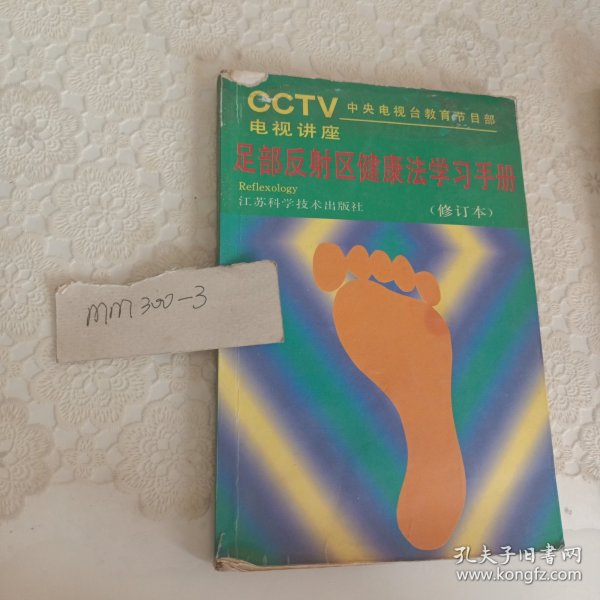 CCTV 中央电视台教育节目部
电视讲座
足部反射区健康法学习手册
Reflexology
江苏科学技术出版社 (修订本)
mm300-3
孔夫子旧书网
www.kongfz.com